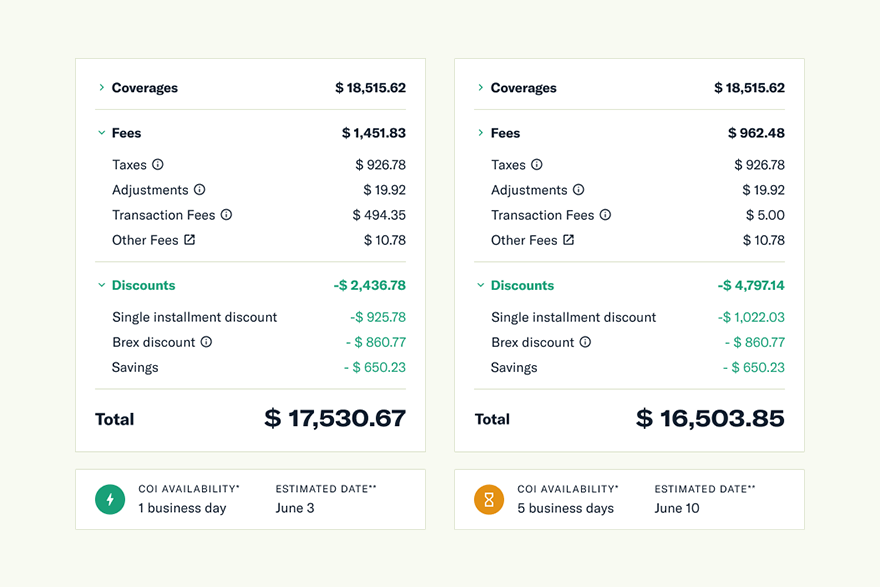 Coverages $ 18,515.62
Fees $ 1,451.83
Taxes $ 926.78
Adjustments $ 19.92
Transaction Fees $ 494.35
Other Fees $ 10.78
Discounts -$ 2,436.78
Single installment discount -$ 925.78
Brex discount - $ 860.77
Savings - $ 650.23
Total $ 17,530.67
COI AVAILABILITY* ESTIMATED DATE**
1 business day June 3
Coverages $ 18,515.62
Fees $ 962.48
Taxes $ 926.78
Adjustments $ 19.92
Transaction Fees $ 5.00
Other Fees $ 10.78
Discounts -$ 4,797.14
Single installment discount -$ 1,022.03
Brex discount - $ 860.77
Savings - $ 650.23
Total $ 16,503.85
COI AVAILABILITY* ESTIMATED DATE**
5 business days June 10